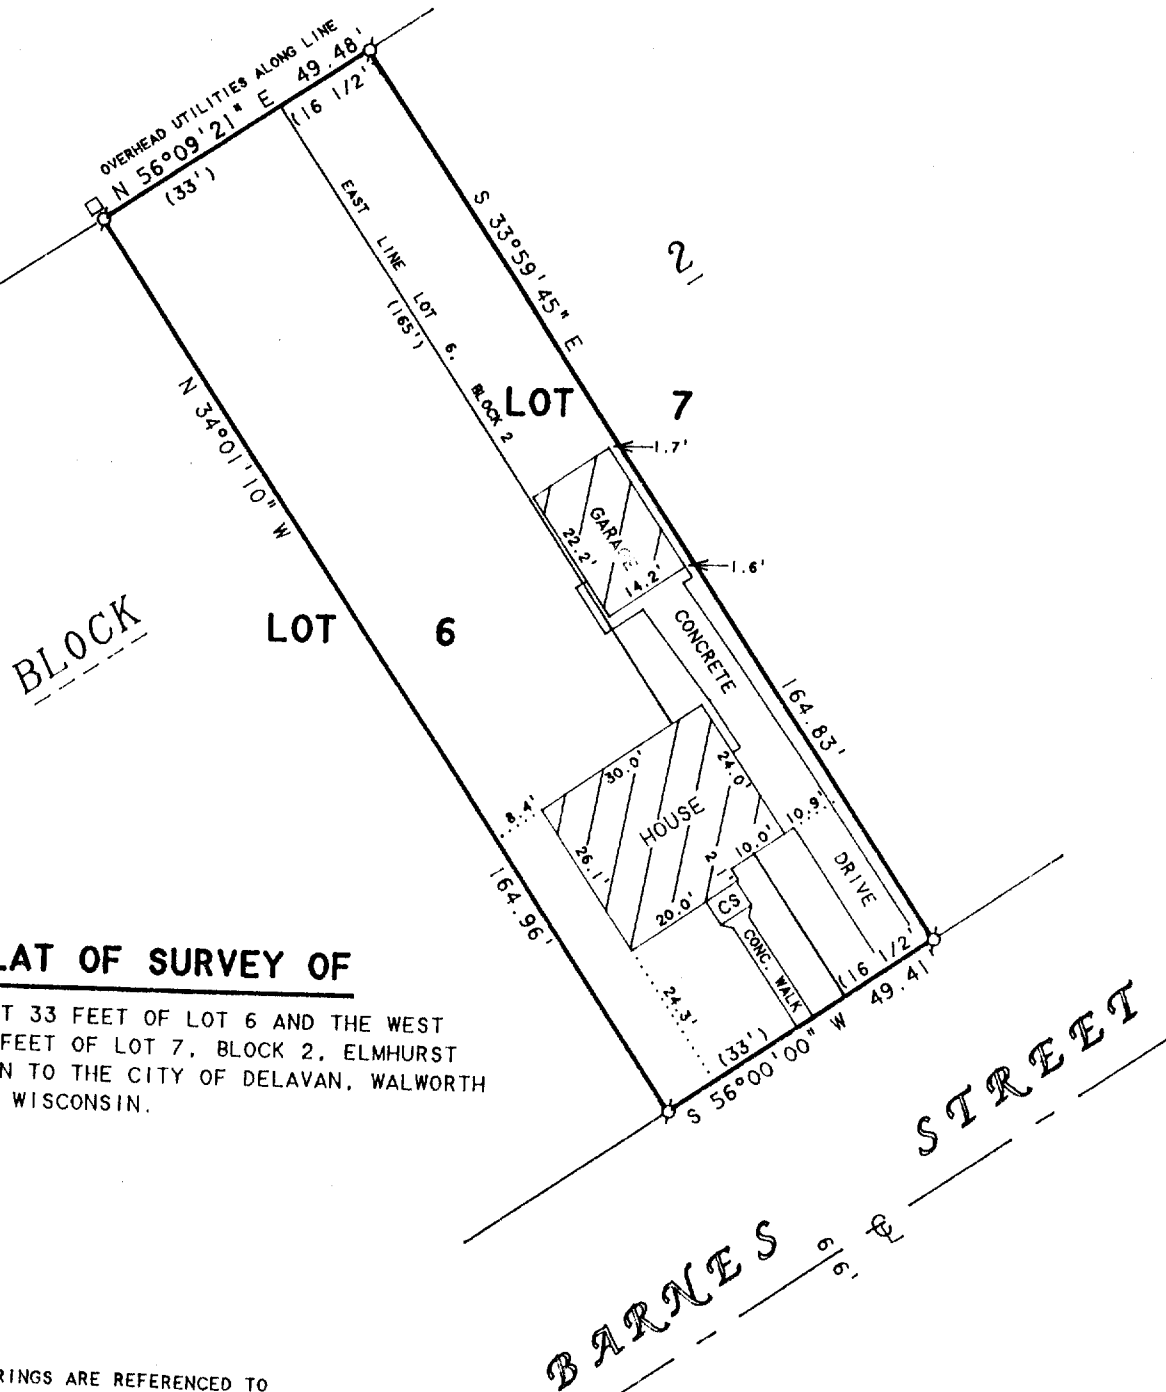 OVERHEAD UTILITIES ALONG LINE
N 56°09'21" E 49.48'
(33')
(16 1/2')
EAST LINE LOT 6, BLOCK 2
(165')
S 33°59'45" E
2
LOT 7
N 34°01'10" W
1.7'
GARAGE
22.2'
14.2'
1.6'
BLOCK
LOT 6
CONCRETE
164.83'
30.0'
24.0'
8.4'
HOUSE
10.9'
10.0'
26.1'
2
20.0'
CS
DRIVE
164.96'
CONC. WALK
24.3'
(33')
(16 1/2'
S 56°00'00" W 49.41'
LAT OF SURVEY OF
T 33 FEET OF LOT 6 AND THE WEST
FEET OF LOT 7, BLOCK 2, ELMHURST
N TO THE CITY OF DELAVAN, WALWORTH
WISCONSIN.
BARNES STREET
66'
RINGS ARE REFERENCED TO